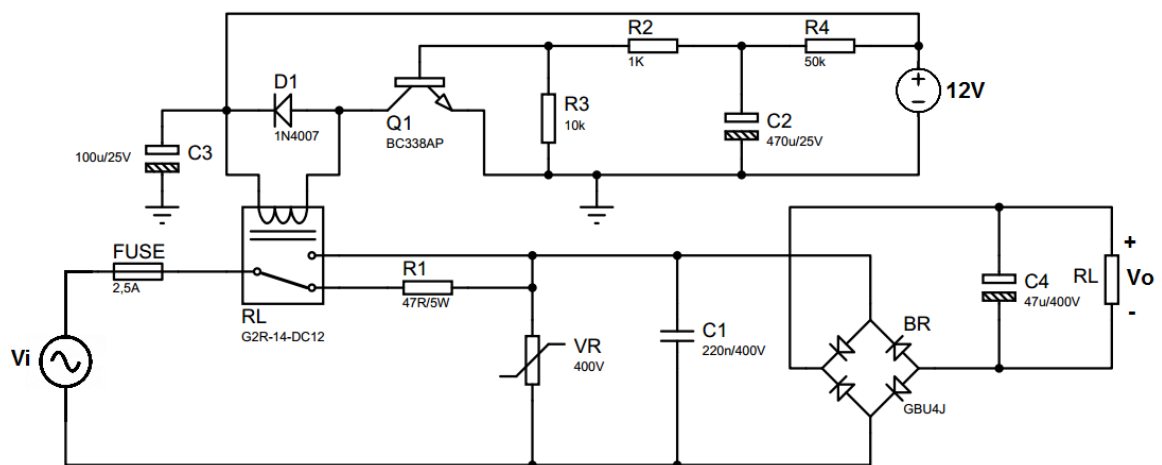 R2
1K
R4
50k
D1
1N4007
Q1
BC338AP
R3
10k
C2
470u/25V
+
−
12V
100u/25V
C3
FUSE
2,5A
R1
47R/5W
RL
G2R-14-DC12
Vi
VR
400V
C1
220n/400V
BR
GBU4J
C4
47u/400V
RL
+
Vo
-